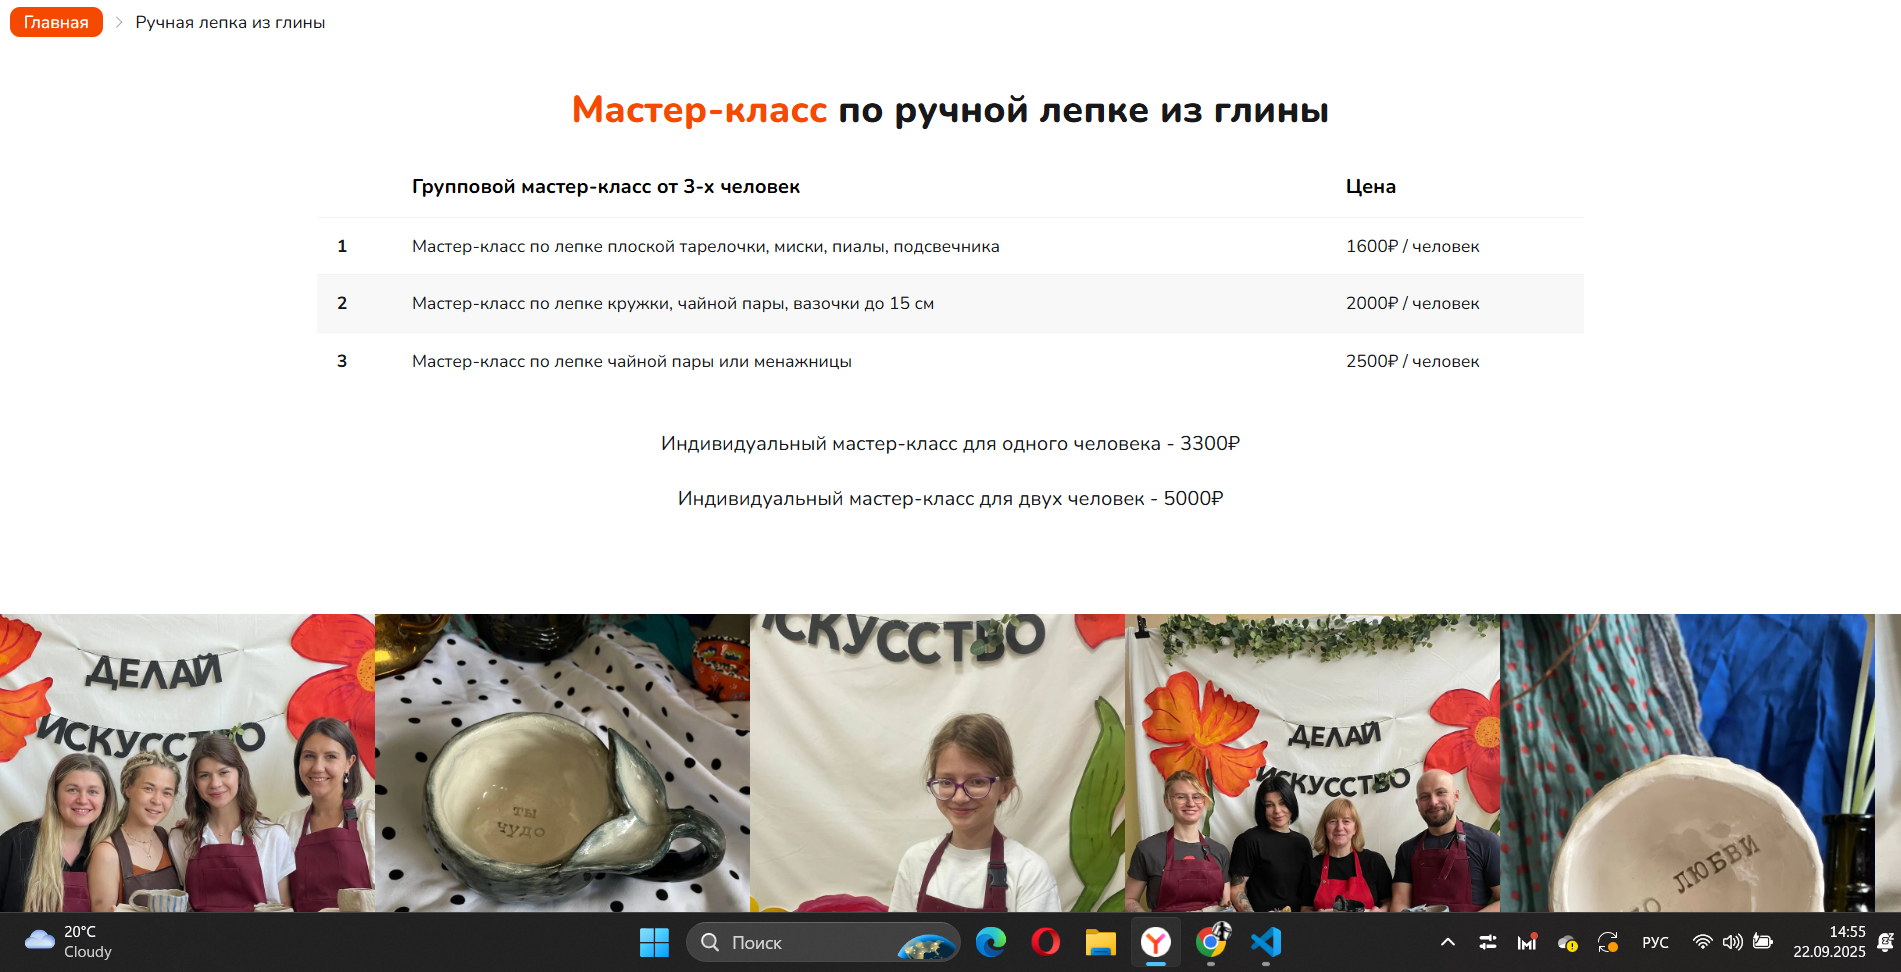 Главная
Ручная лепка из глины
Мастер-класс по ручной лепке из глины
Групповой мастер-класс от 3-х человек Цена
1 Мастер-класс по лепке плоской тарелочки, миски, пиалы, подсвечника 1600₽ / человек
2 Мастер-класс по лепке кружки, чайной пары, вазочки до 15 см 2000₽ / человек
3 Мастер-класс по лепке чайной пары или менажницы 2500₽ / человек
Индивидуальный мастер-класс для одного человека - 3300₽
Индивидуальный мастер-класс для двух человек - 5000₽
ДЕЛАЙ
ИСКУССТВО
ты
чудо
ИСКУССТВО
ДЕЛАЙ
ИСКУССТВО
ЛЮБВИ
20°C
Cloudy
Поиск
РУС
14:55
22.09.2025